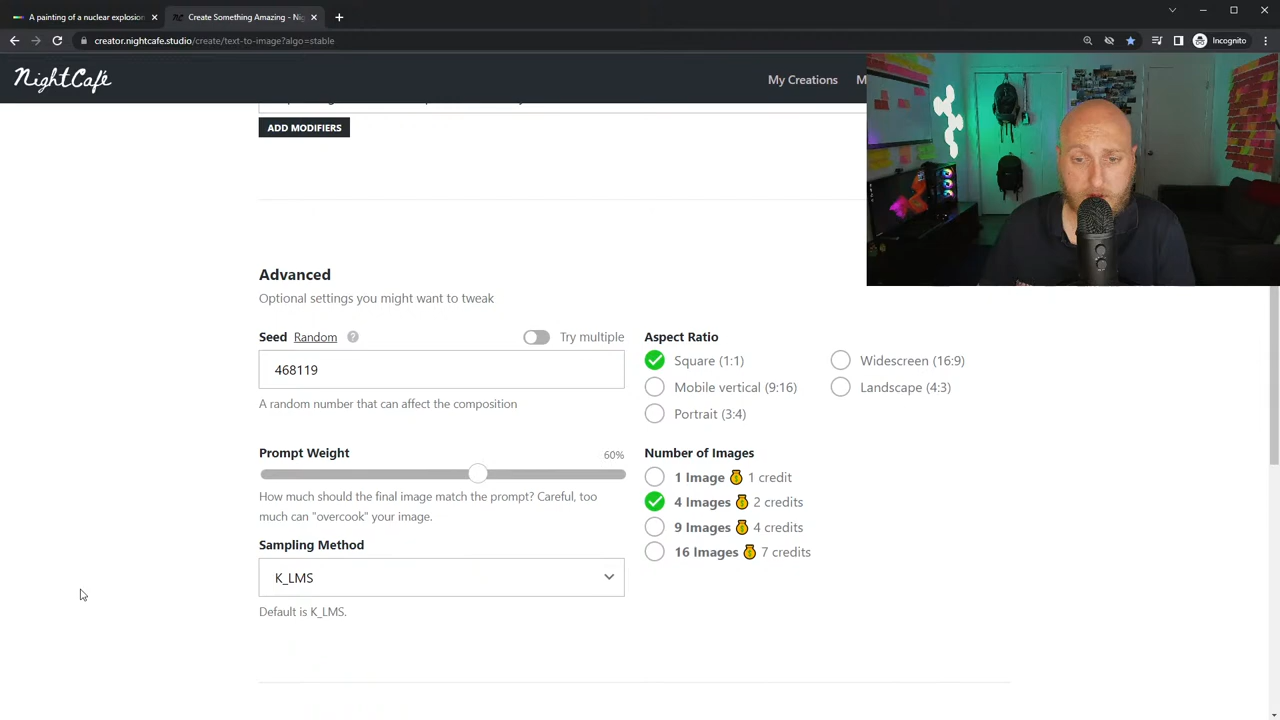 A painting of a nuclear explosion
Create Something Amazing - Nig
creator.nightcafe.studio/create/text-to-image?algo=stable
Incognito
NightCafé
My Creations
M
ADD MODIFIERS
Advanced
Optional settings you might want to tweak
Seed Random ? Try multiple
468119
A random number that can affect the composition
Prompt Weight 60%
How much should the final image match the prompt? Careful, too
much can "overcook" your image.
Sampling Method
K_LMS
Default is K_LMS.
Aspect Ratio
Square (1:1)
Widescreen (16:9)
Mobile vertical (9:16)
Landscape (4:3)
Portrait (3:4)
Number of Images
1 Image 1 credit
4 Images 2 credits
9 Images 4 credits
16 Images 7 credits